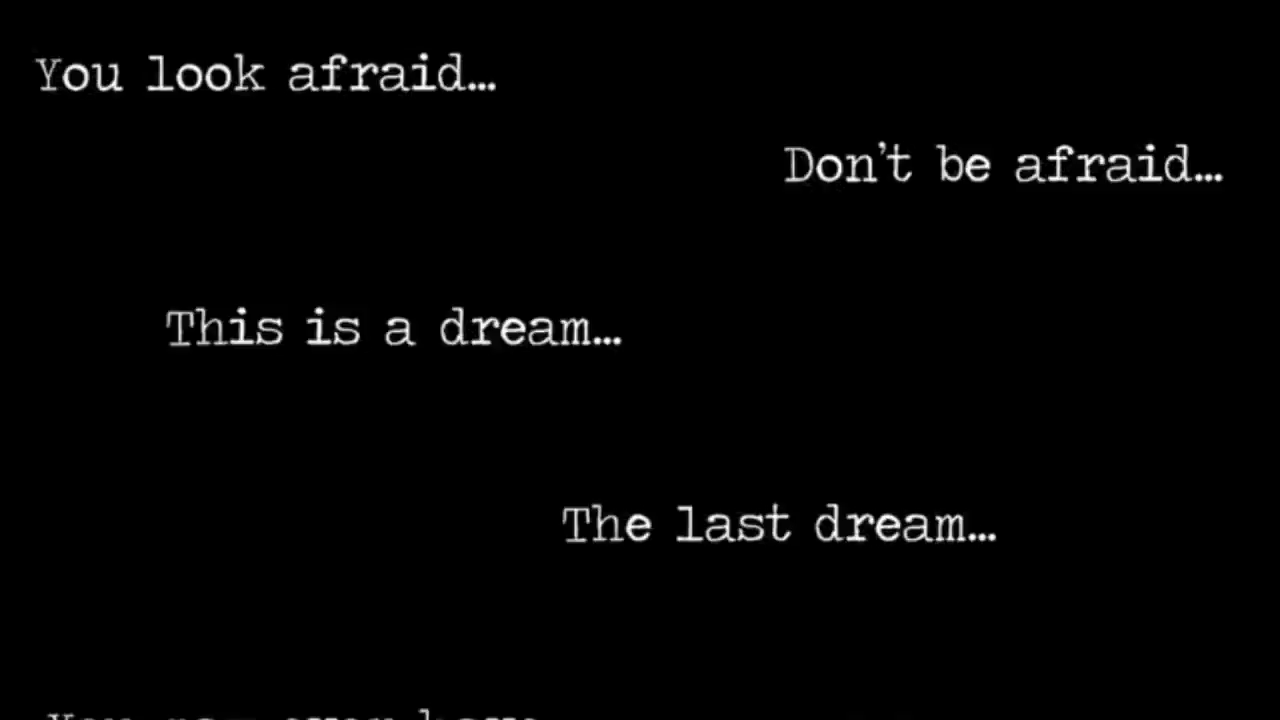 You look afraid…
Don't be afraid…
This is a dream…
The last dream…